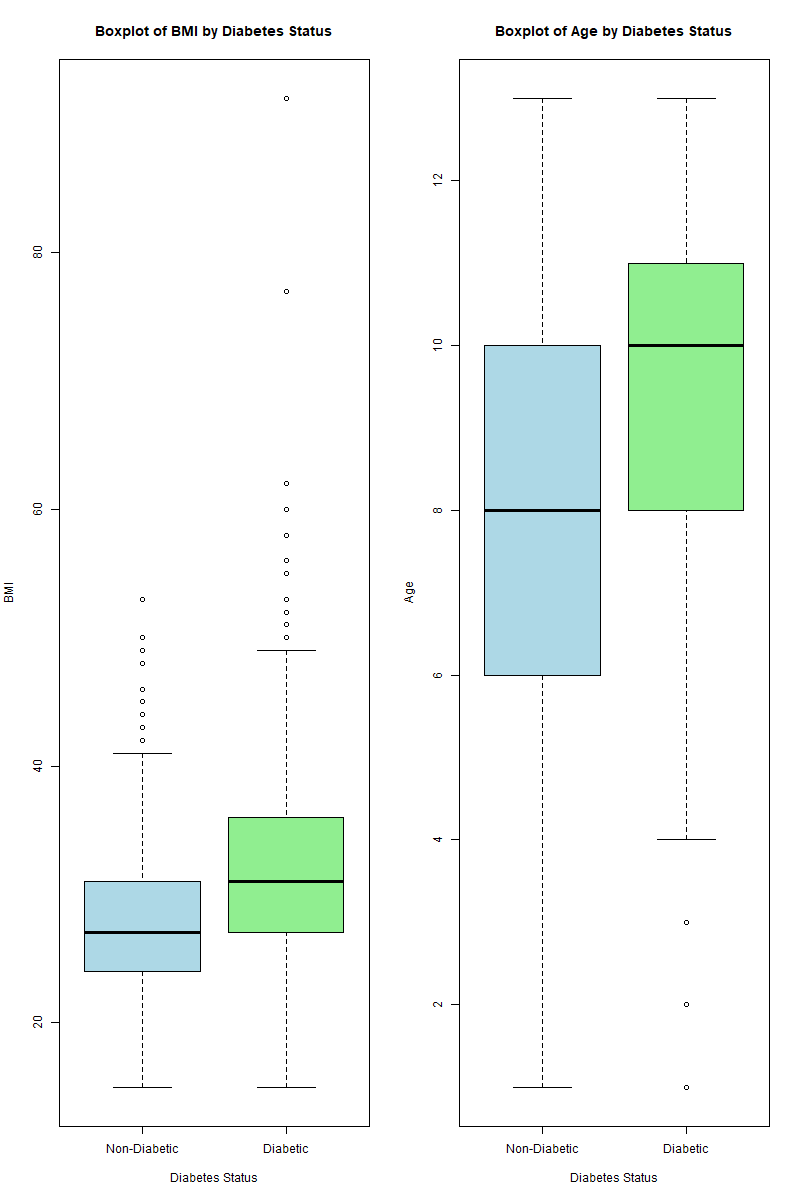 Boxplot of BMI by Diabetes Status
80
60
40
20
BMI
Non-Diabetic
Diabetic
Diabetes Status
Boxplot of Age by Diabetes Status
12
10
8
6
4
2
Age
Non-Diabetic
Diabetic
Diabetes Status